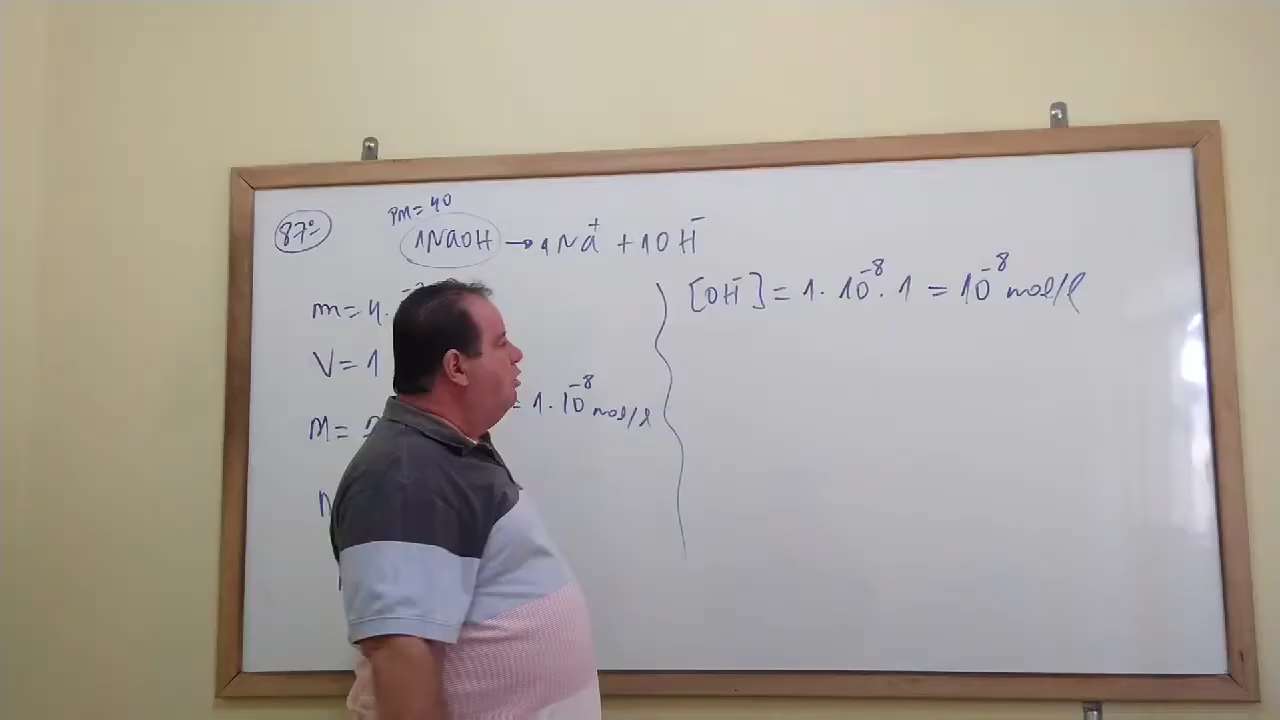 87º
PM=40
1NaOH → 1Na⁺ + 1OH⁻
m=4.
V=1
M=
= 1.10⁻⁸ mol/l
[OH⁻] = 1.10⁻⁸.1 = 10⁻⁸ mol/l